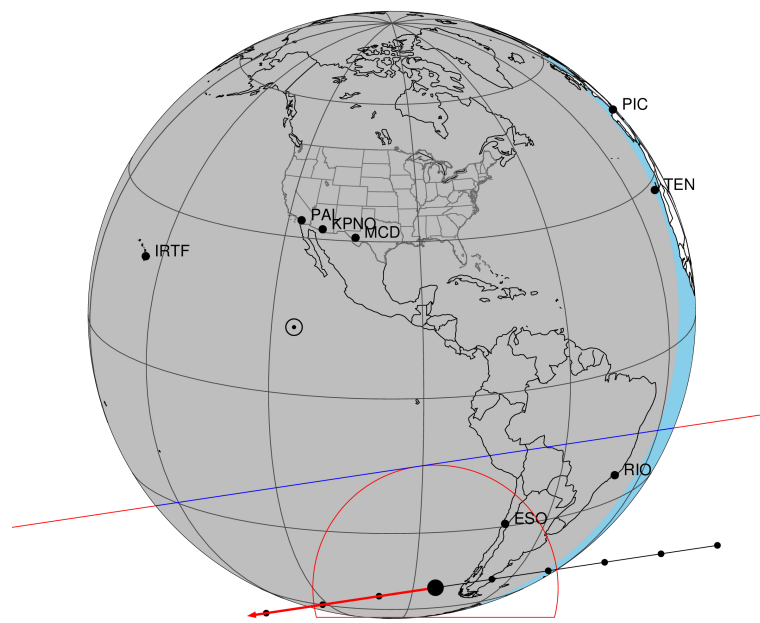 PIC
TEN
PAL
KPNO
MCD
IRTF
RIO
ESO